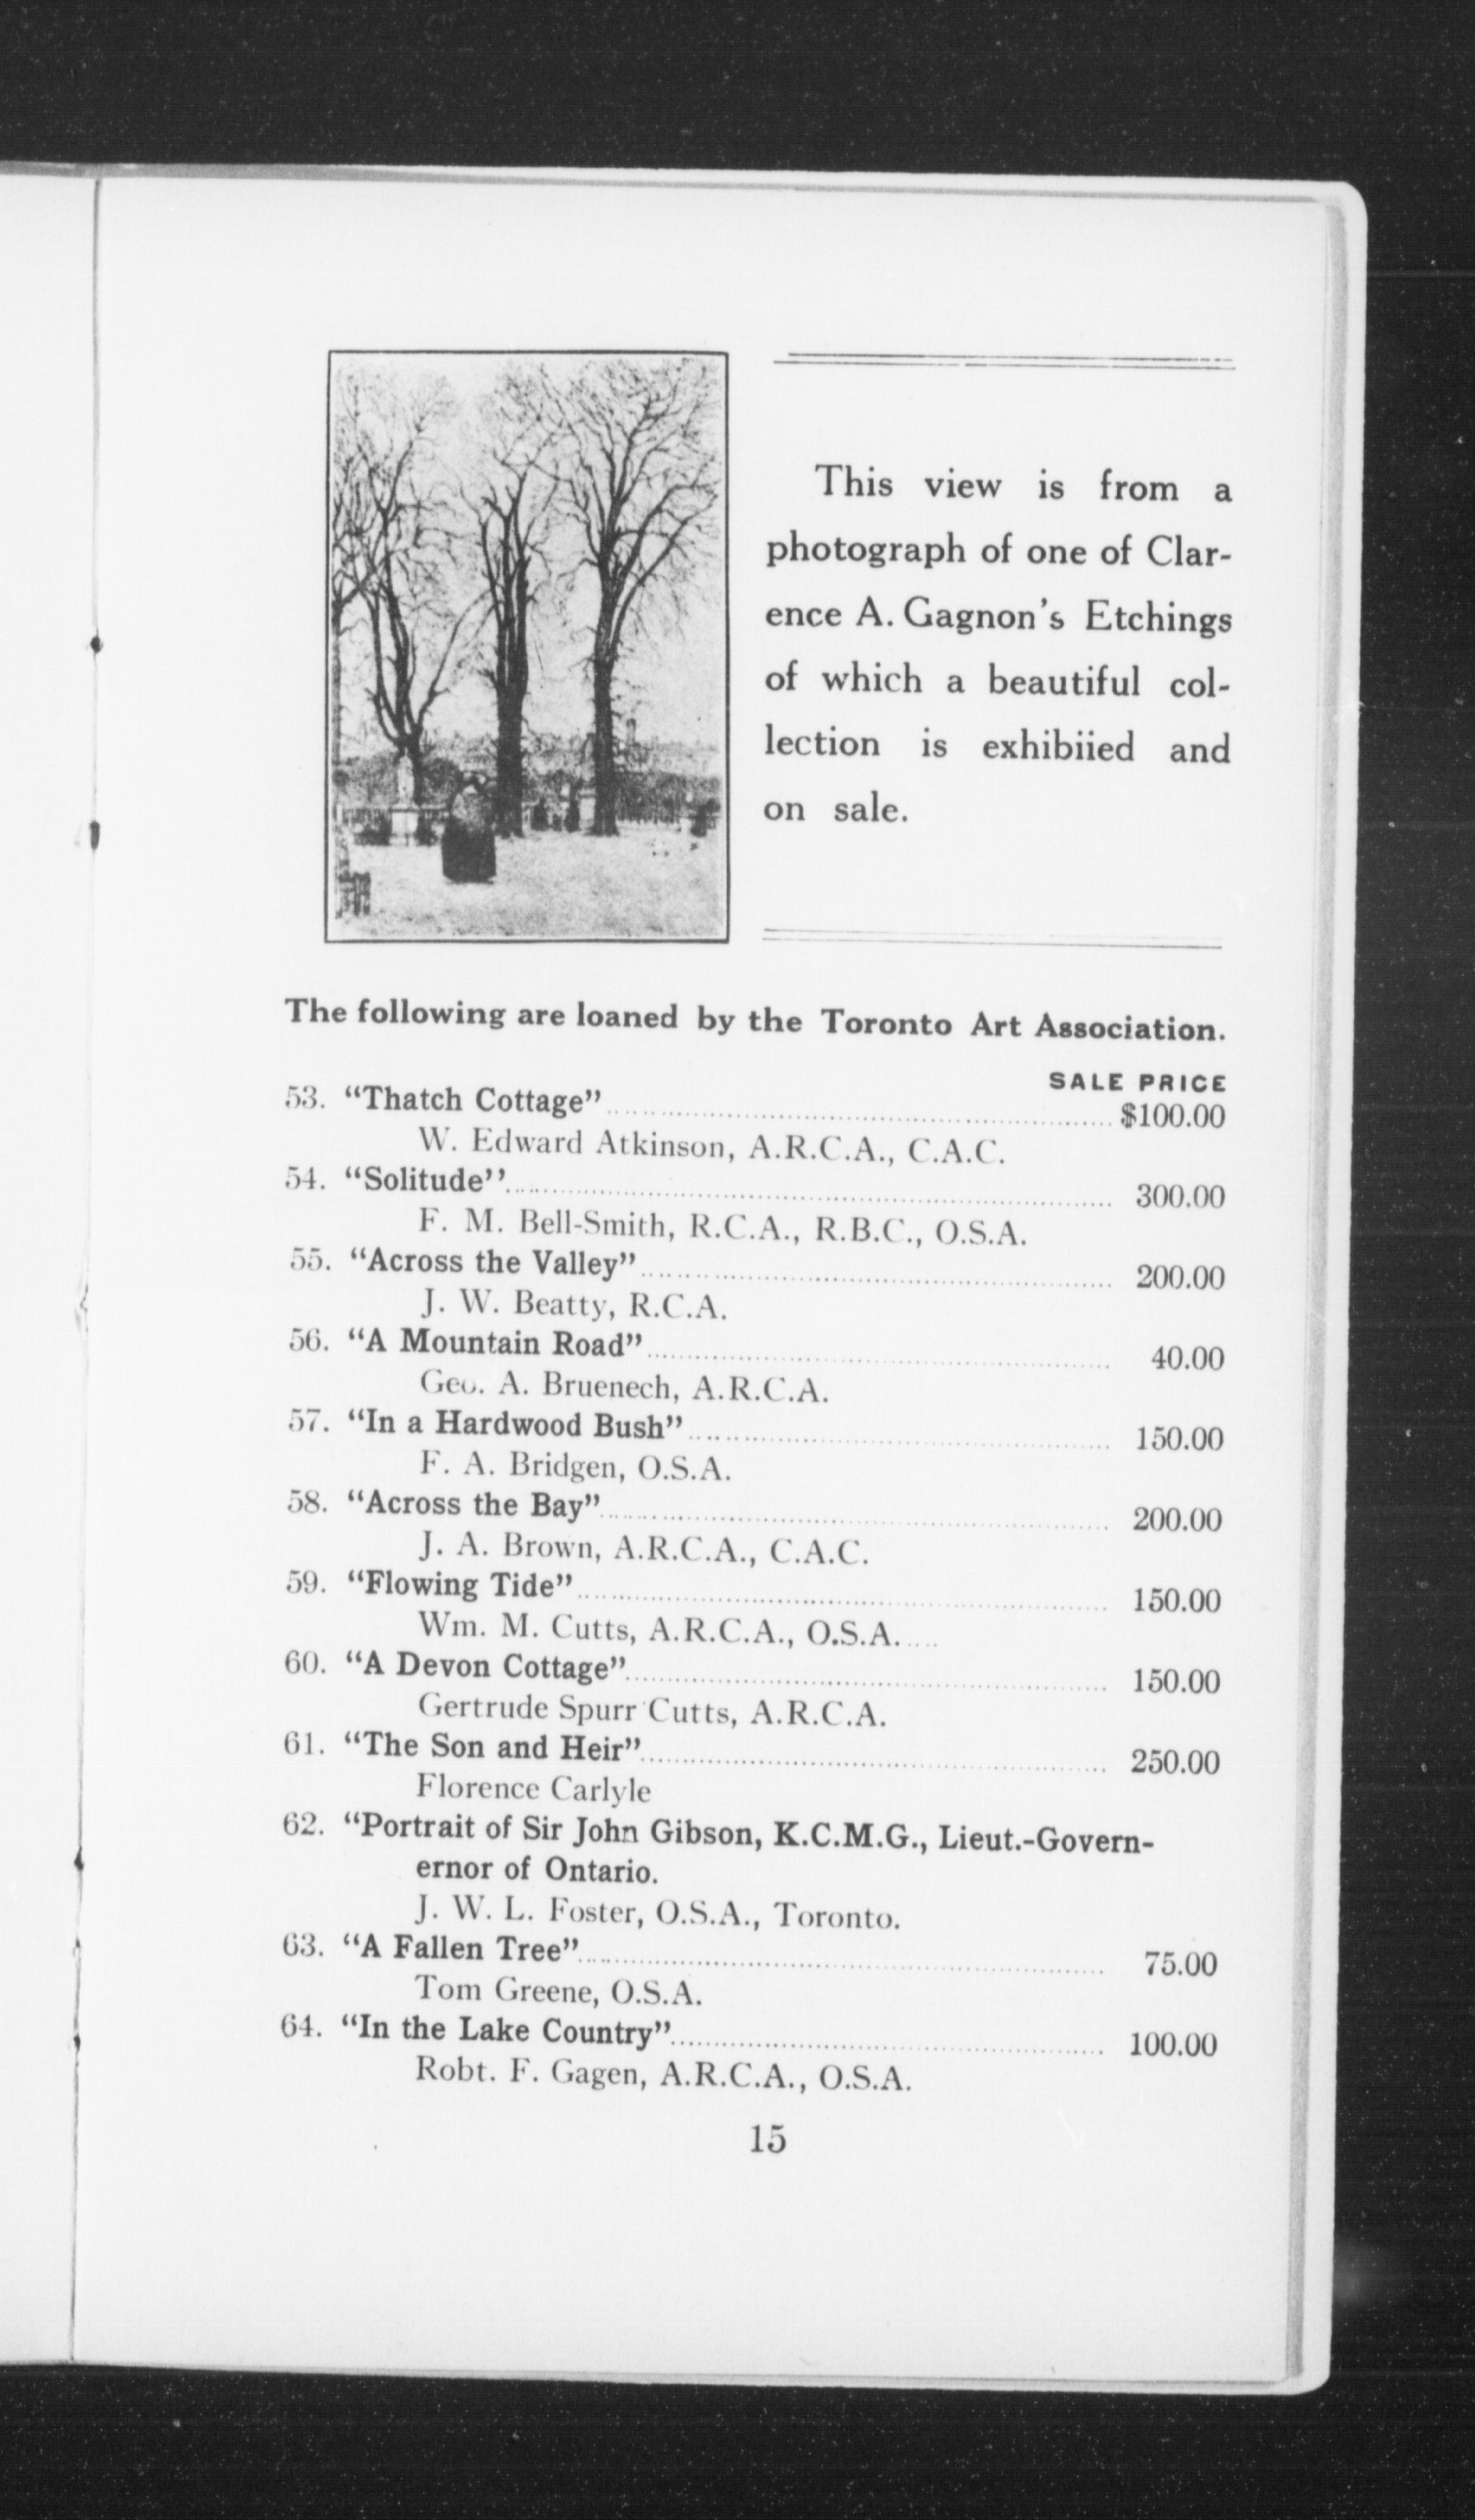 This view is from a
photograph of one of Clar-
ence A. Gagnon's Etchings
of which a beautiful col-
lection is exhibiied and
on sale.
The following are loaned by the Toronto Art Association.
SALE PRICE
53. “Thatch Cottage”........................ $100.00
W. Edward Atkinson, A.R.C.A., C.A.C.
54. “Solitude”........................ 300.00
F. M. Bell-Smith, R.C.A., R.B.C., O.S.A.
55. “Across the Valley”........................ 200.00
J. W. Beatty, R.C.A.
56. “A Mountain Road”........................ 40.00
Geo. A. Bruenech, A.R.C.A.
57. “In a Hardwood Bush”........................ 150.00
F. A. Bridgen, O.S.A.
58. “Across the Bay”........................ 200.00
J. A. Brown, A.R.C.A., C.A.C.
59. “Flowing Tide”........................ 150.00
Wm. M. Cutts, A.R.C.A., O.S.A.....
60. “A Devon Cottage”........................ 150.00
Gertrude Spurr Cutts, A.R.C.A.
61. “The Son and Heir”........................ 250.00
Florence Carlyle
62. “Portrait of Sir John Gibson, K.C.M.G., Lieut.-Govern-
ernor of Ontario.
J. W. L. Foster, O.S.A., Toronto.
63. “A Fallen Tree”........................ 75.00
Tom Greene, O.S.A.
64. “In the Lake Country”........................ 100.00
Robt. F. Gagen, A.R.C.A., O.S.A.
15